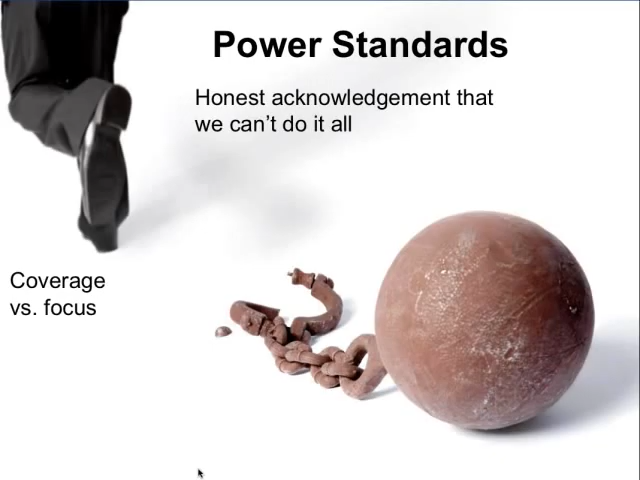 Power Standards
Honest acknowledgement that
we can't do it all
Coverage
vs. focus